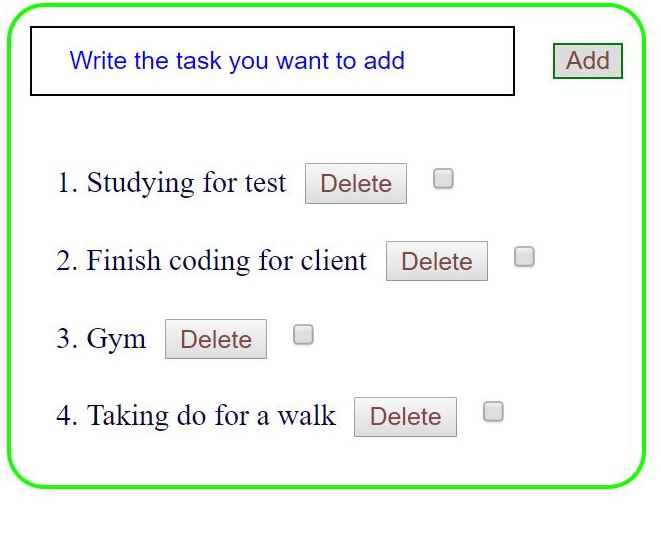 Write the task you want to add Add
1. Studying for test Delete
2. Finish coding for client Delete
3. Gym Delete
4. Taking do for a walk Delete